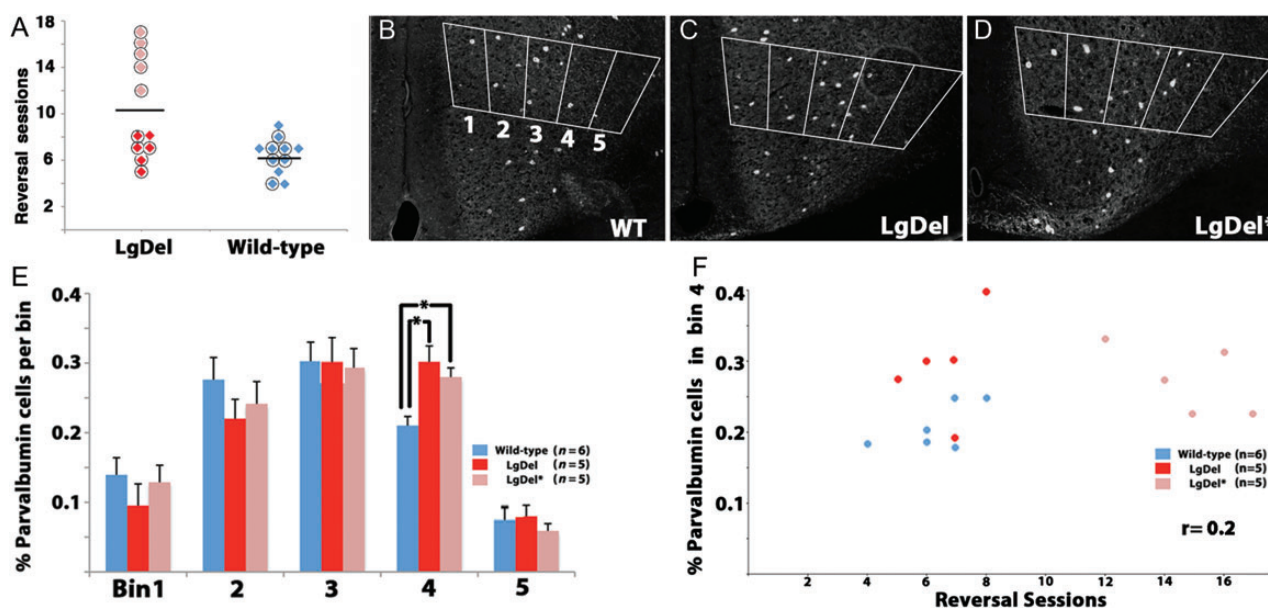 A
Reversal sessions
18
14
10
6
2
LgDel
Wild-type
B
1
2
3
4
5
WT
C
LgDel
D
LgDel*
E
% Parvalbumin cells per bin
0.4
0.3
0.2
0.1
*
*
Wild-type (n=6)
LgDel (n=5)
LgDel* (n=5)
Bin1 2 3 4 5
F
% Parvalbumin cells in bin 4
0.4
0.3
0.2
0.1
Wild-type (n=6)
LgDel (n=5)
LgDel* (n=5)
r= 0.2
2 4 6 8 10 12 14 16
Reversal Sessions